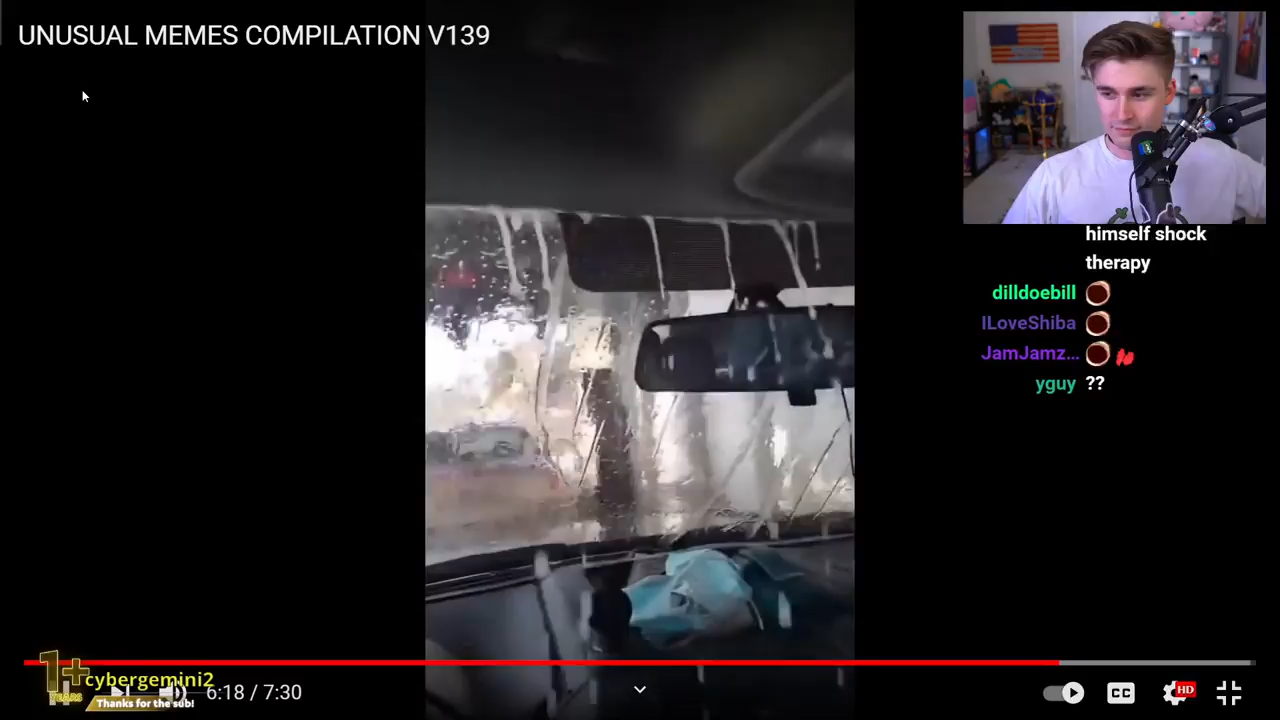 UNUSUAL MEMES COMPILATION V139
himself shock
therapy
dilldoebill
ILoveShiba
JamJamz...
yguy ??
1+
YEARS
cybergemini2
Thanks for the sub!
6:18 / 7:30
CC
HD